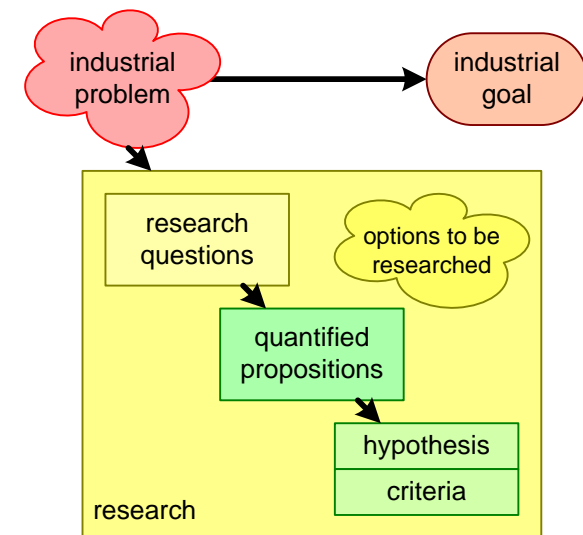 industrial
problem
industrial
goal
research
questions
options to be
researched
quantified
propositions
hypothesis
criteria
research